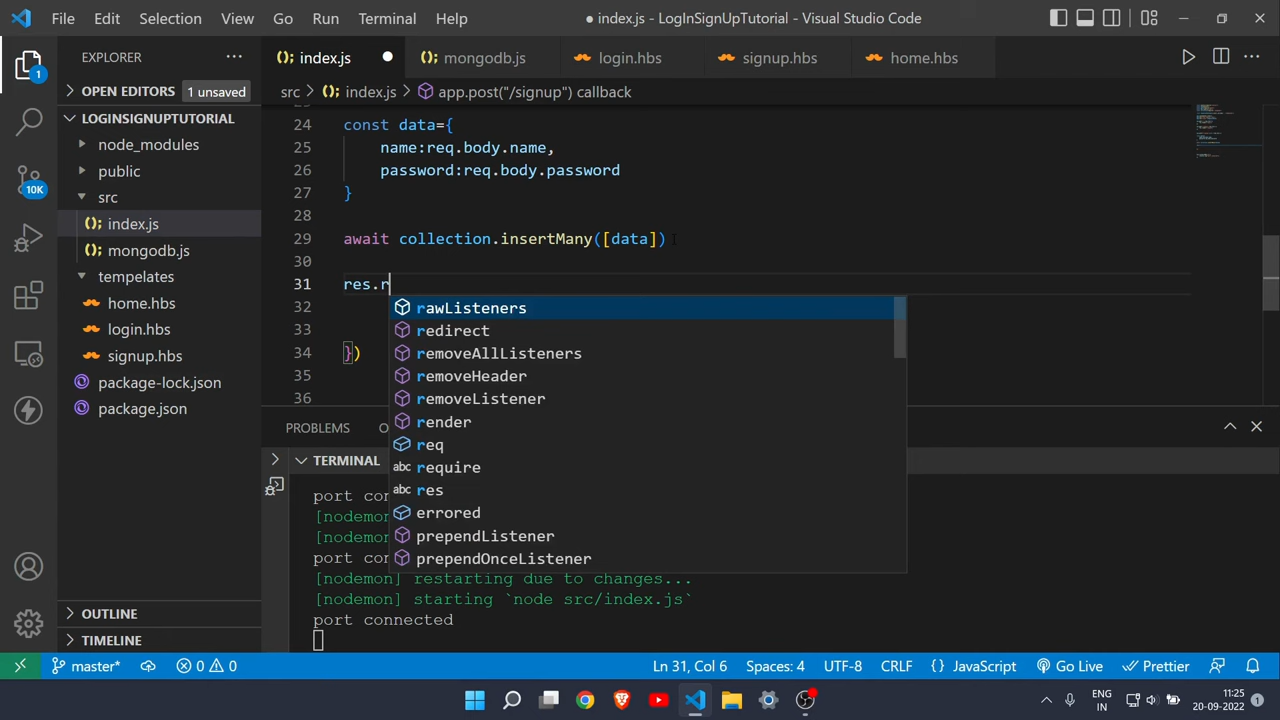 File Edit Selection View Go Run Terminal Help
● index.js - LogInSignUpTutorial - Visual Studio Code
EXPLORER ...
index.js mongodb.js login.hbs signup.hbs home.hbs
OPEN EDITORS 1 unsaved
src > index.js > app.post("/signup") callback
LOGINSIGNUPTUTORIAL
node_modules
public
src
index.js
mongodb.js
tempelates
home.hbs
login.hbs
signup.hbs
package-lock.json
package.json
OUTLINE
TIMELINE
1
10K
24 const data={
25 name:req.body.name,
26 password:req.body.password
27 }
28
29 await collection.insertMany([data])
30
31 res.r
32
33
34 })
35
36
rawListeners
redirect
removeAllListeners
removeHeader
removeListener
render
req
abc require
abc res
errored
prependListener
prependOnceListener
PROBLEMS
TERMINAL
port con
[nodemon
[nodemon
port con
[nodemon] restarting due to changes...
[nodemon] starting `node src/index.js`
port connected
master* 0 0 Ln 31, Col 6 Spaces: 4 UTF-8 CRLF {} JavaScript Go Live Prettier
ENG
IN
11:25
20-09-2022
1